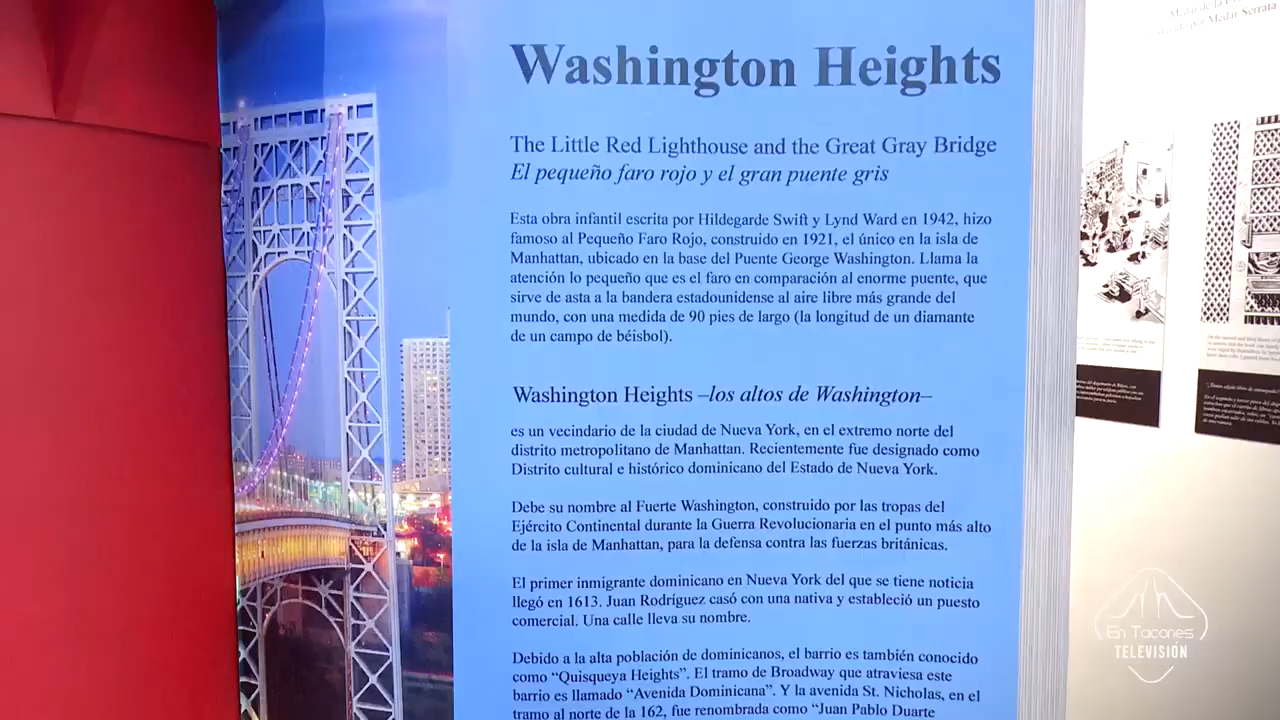 Washington Heights
The Little Red Lighthouse and the Great Gray Bridge
El pequeño faro rojo y el gran puente gris
Esta obra infantil escrita por Hildegarde Swift y Lynd Ward en 1942, hizo
famoso al Pequeño Faro Rojo, construido en 1921, el único en la isla de
Manhattan, ubicado en la base del Puente George Washington. Llama la
atención lo pequeño que es el faro en comparación al enorme puente, que
sirve de asta a la bandera estadounidense al aire libre más grande del
mundo, con una medida de 90 pies de largo (la longitud de un diamante
de un campo de béisbol).
Washington Heights –los altos de Washington–
es un vecindario de la ciudad de Nueva York, en el extremo norte del
distrito metropolitano de Manhattan. Recientemente fue designado como
Distrito cultural e histórico dominicano del Estado de Nueva York.
Debe su nombre al Fuerte Washington, construido por las tropas del
Ejército Continental durante la Guerra Revolucionaria en el punto más alto
de la isla de Manhattan, para la defensa contra las fuerzas británicas.
El primer inmigrante dominicano en Nueva York del que se tiene noticia
llegó en 1613. Juan Rodríguez casó con una nativa y estableció un puesto
comercial. Una calle lleva su nombre.
Debido a la alta población de dominicanos, el barrio es también conocido
como “Quisqueya Heights”. El tramo de Broadway que atraviesa este
barrio es llamado “Avenida Dominicana”. Y la avenida St. Nicholas, en el
tramo al norte de la 162, fue renombrada como “Juan Pablo Duarte
por Medar Serrata
En Tacones
TELEVISIÓN